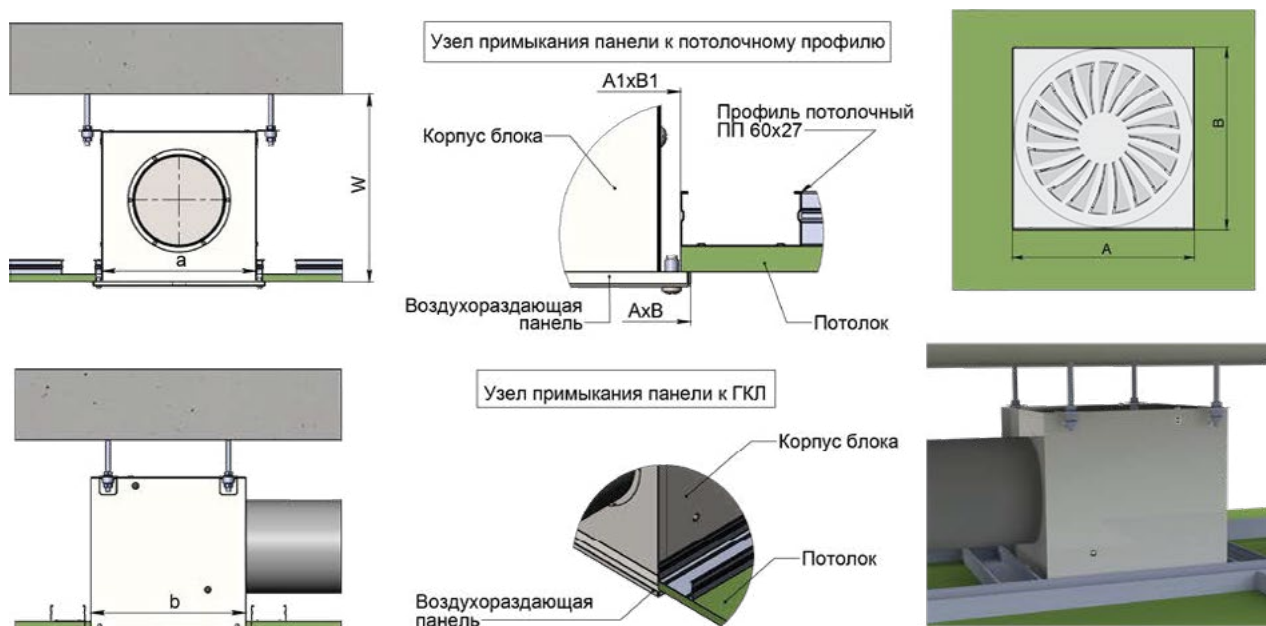 Узел примыкания панели к потолочному профилю
A1xB1
Корпус блока
Профиль потолочный
ПП 60x27
W
a
Воздухораздающая
панель
AxB
Потолок
B
A
Узел примыкания панели к ГКЛ
Корпус блока
Потолок
Воздухораздающая
панель
b